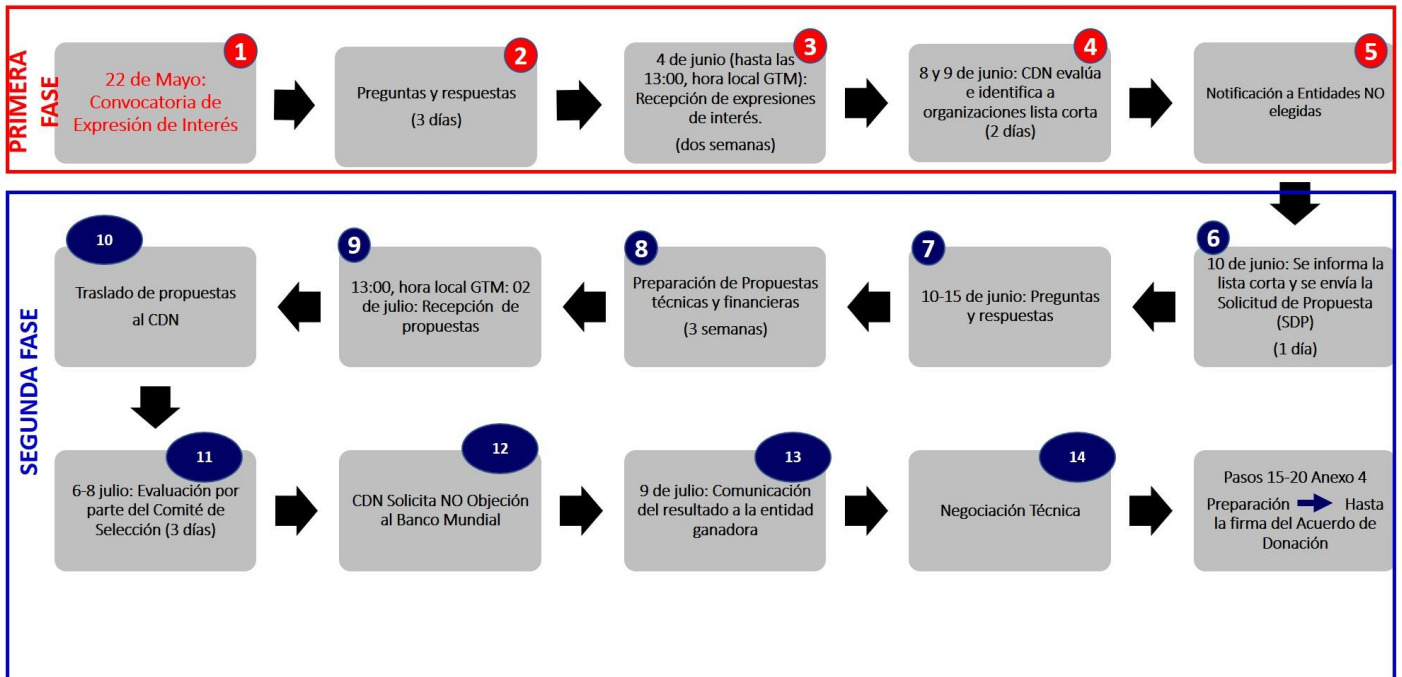 PRIMERA
FASE
1
22 de Mayo:
Convocatoria de
Expresión de Interés
2
Preguntas y respuestas
(3 días)
3
4 de junio (hasta las
13:00, hora local GTM):
Recepción de expresiones
de interés.
(dos semanas)
4
8 y 9 de junio: CDN evalúa
e identifica a
organizaciones lista corta
(2 días)
5
Notificación a Entidades NO
elegidas
SEGUNDA FASE
6
10 de junio: Se informa la
lista corta y se envía la
Solicitud de Propuesta
(SDP)
(1 día)
7
10-15 de junio: Preguntas
y respuestas
8
Preparación de Propuestas
técnicas y financieras
(3 semanas)
9
13:00, hora local GTM: 02
de julio: Recepción de
propuestas
10
Traslado de propuestas
al CDN
11
6-8 julio: Evaluación por
parte del Comité de
Selección (3 días)
12
CDN Solicita NO Objeción
al Banco Mundial
13
9 de julio: Comunicación
del resultado a la entidad
ganadora
14
Negociación Técnica
Pasos 15-20 Anexo 4
Preparación Hasta
la firma del Acuerdo de
Donación